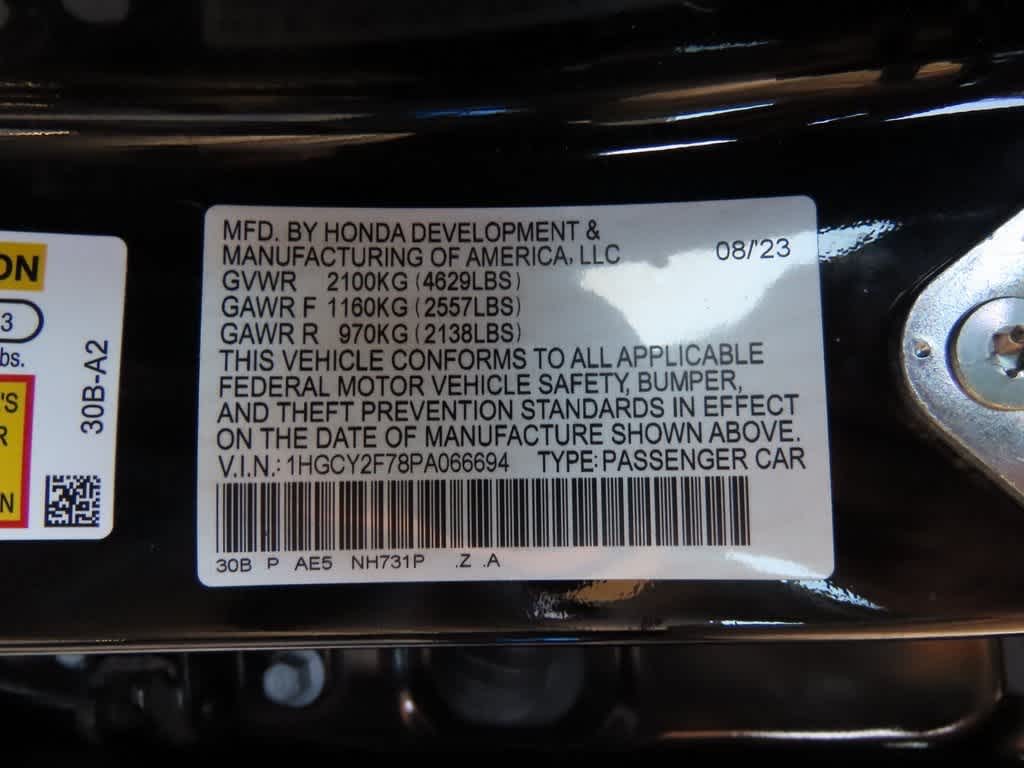 MFD. BY HONDA DEVELOPMENT &
MANUFACTURING OF AMERICA, LLC 08/'23
GVWR 2100KG (4629LBS)
GAWR F 1160KG (2557LBS)
GAWR R 970KG (2138LBS)
THIS VEHICLE CONFORMS TO ALL APPLICABLE
FEDERAL MOTOR VEHICLE SAFETY, BUMPER,
AND THEFT PREVENTION STANDARDS IN EFFECT
ON THE DATE OF MANUFACTURE SHOWN ABOVE.
V.I.N.: 1HGCY2F78PA066694 TYPE: PASSENGER CAR
30B P AE5 NH731P .Z .A
ON
3
bs.
'S
R
N
30B-A2